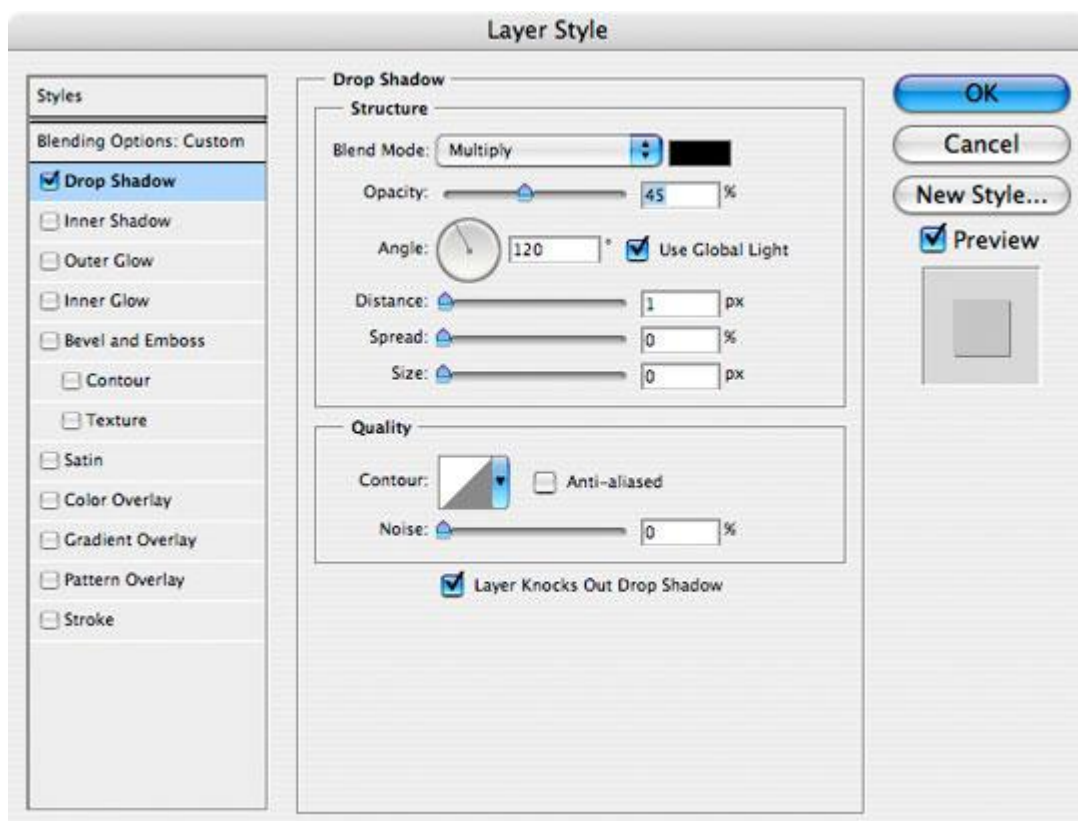 Layer Style
Styles
Blending Options: Custom
Drop Shadow
Inner Shadow
Outer Glow
Inner Glow
Bevel and Emboss
Contour
Texture
Satin
Color Overlay
Gradient Overlay
Pattern Overlay
Stroke
Drop Shadow
Structure
Blend Mode: Multiply
Opacity: 45 %
Angle: 120 ° Use Global Light
Distance: 1 px
Spread: 0 %
Size: 0 px
Quality
Contour: Anti-aliased
Noise: 0 %
Layer Knocks Out Drop Shadow
OK
Cancel
New Style...
Preview